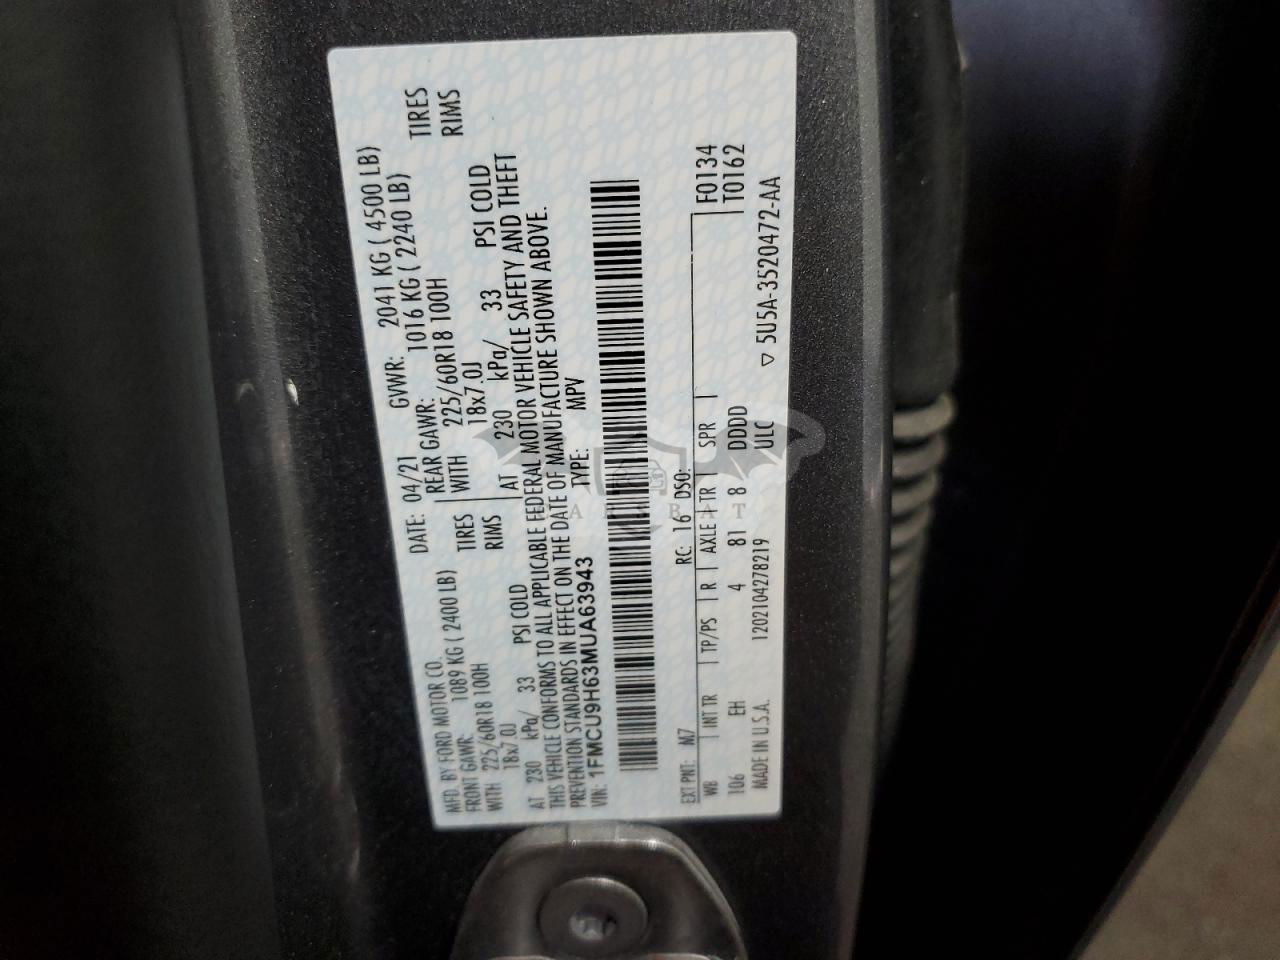 MFD. BY FORD MOTOR CO.
DATE: 04/21 GVWR: 2041 KG ( 4500 LB)
FRONT GAWR: 1089 KG ( 2400 LB) REAR GAWR: 1016 KG ( 2240 LB)
WITH 225/60R18 100H TIRES WITH 225/60R18 100H TIRES
18x7.0J RIMS 18x7.0J RIMS
AT 230 kPa/ 33 PSI COLD AT 230 kPa/ 33 PSI COLD
THIS VEHICLE CONFORMS TO ALL APPLICABLE FEDERAL MOTOR VEHICLE SAFETY AND THEFT
PREVENTION STANDARDS IN EFFECT ON THE DATE OF MANUFACTURE SHOWN ABOVE.
VIN: 1FMCU9H63MUA63943 TYPE: MPV
EXT PNT: M7 RC: 16 DSO:
WB INT TR TP/PS R AXLE TR SPR F0134
106 EH 4 81 8 DDDD T0162
MADE IN U.S.A. 1202104278219 ULC ▽ 5U5A-3520472-AA